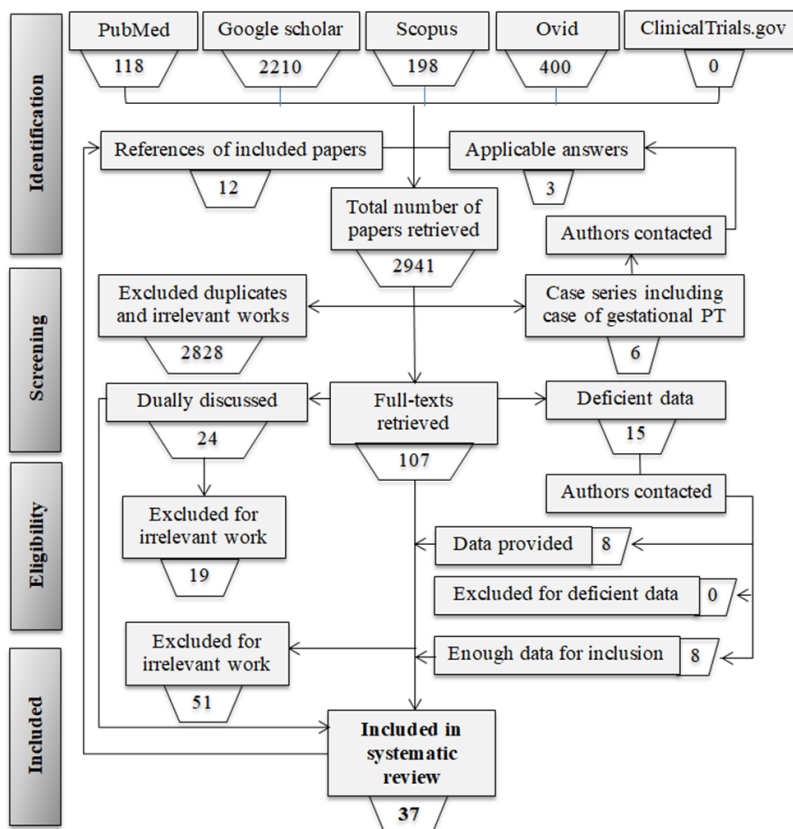 PubMed
118
Google scholar
2210
Scopus
198
Ovid
400
ClinicalTrials.gov
0
Identification
References of included papers
12
Applicable answers
3
Total number of
papers retrieved
2941
Authors contacted
Screening
Excluded duplicates
and irrelevant works
2828
Case series including
case of gestational PT
6
Dually discussed
24
Full-texts
retrieved
107
Deficient data
15
Authors contacted
Eligibility
Excluded for
irrelevant work
19
Data provided
8
Excluded for deficient data
0
Enough data for inclusion
8
Excluded for
irrelevant work
51
Included
Included in
systematic
review
37